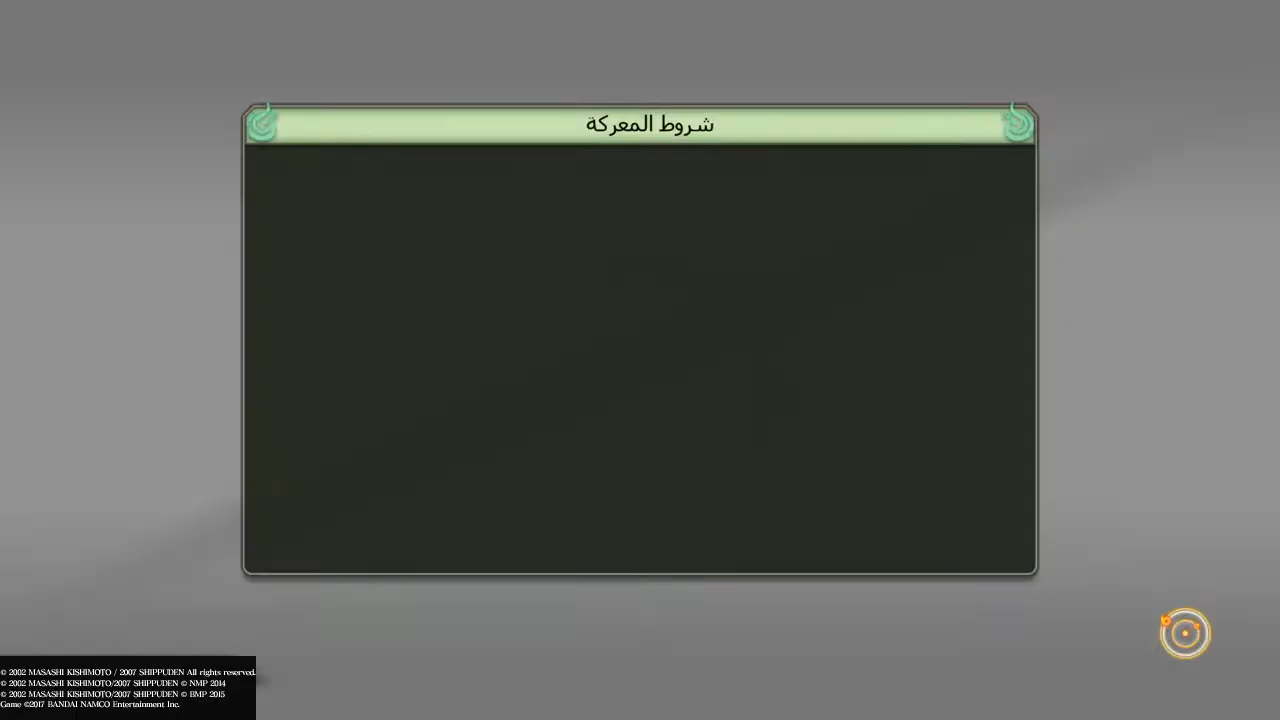 شروط المعركة
© 2002 MASASHI KISHIMOTO / 2007 SHIPPUDEN All rights reserved.
© 2002 MASASHI KISHIMOTO/2007 SHIPPUDEN © NMP 2014
© 2002 MASASHI KISHIMOTO/2007 SHIPPUDEN © BMP 2015
Game ©2017 BANDAI NAMCO Entertainment Inc.